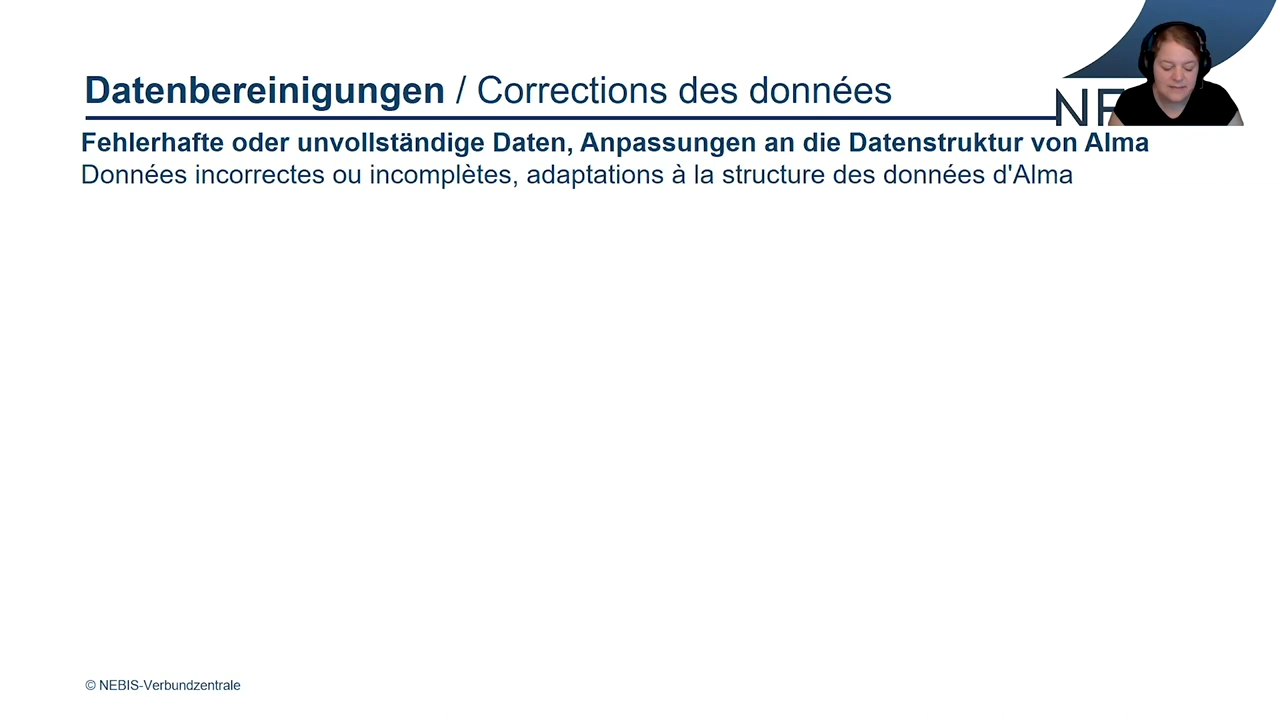 Datenbereinigungen / Corrections des données
Fehlerhafte oder unvollständige Daten, Anpassungen an die Datenstruktur von Alma
Données incorrectes ou incomplètes, adaptations à la structure des données d'Alma
© NEBIS-Verbundzentrale